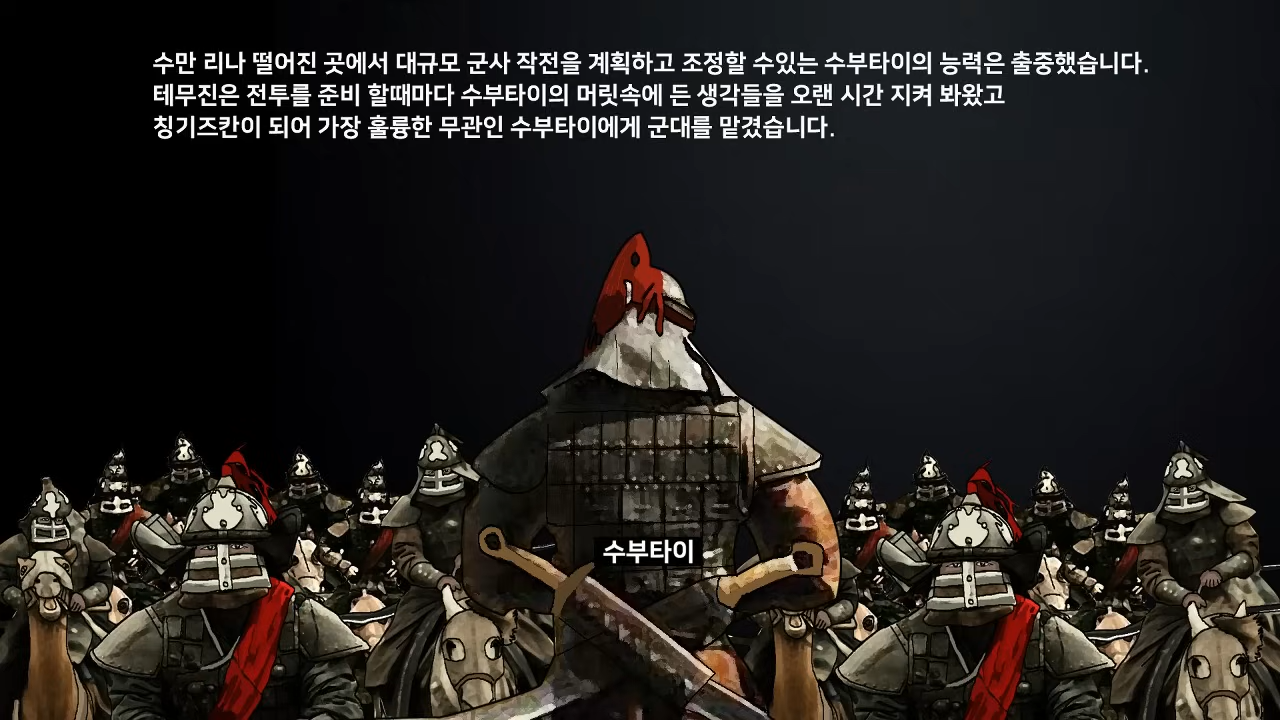 수만 리나 떨어진 곳에서 대규모 군사 작전을 계획하고 조정할 수있는 수부타이의 능력은 출중했습니다.
테무진은 전투를 준비 할때마다 수부타이의 머릿속에 든 생각들을 오랜 시간 지켜 봐왔고
칭기즈칸이 되어 가장 훌륭한 무관인 수부타이에게 군대를 맡겼습니다.
수부타이